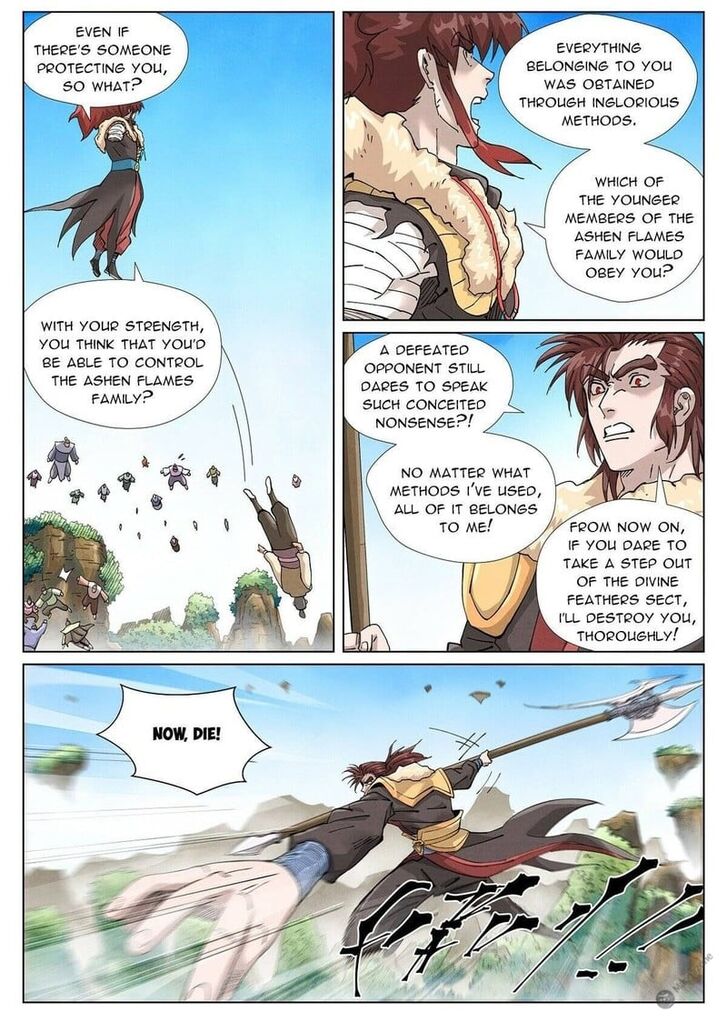 EVEN IF
THERE'S SOMEONE
PROTECTING YOU,
SO WHAT?
WITH YOUR STRENGTH,
YOU THINK THAT YOU'D
BE ABLE TO CONTROL
THE ASHEN FLAMES
FAMILY?
EVERYTHING
BELONGING TO YOU
WAS OBTAINED
THROUGH INGLORIOUS
METHODS.
WHICH OF
THE YOUNGER
MEMBERS OF THE
ASHEN FLAMES
FAMILY WOULD
OBEY YOU?
A DEFEATED
OPPONENT STILL
DARES TO SPEAK
SUCH CONCEITED
NONSENSE?!
NO MATTER WHAT
METHODS I'VE USED,
ALL OF IT BELONGS
TO ME!
FROM NOW ON,
IF YOU DARE TO
TAKE A STEP OUT
OF THE DIVINE
FEATHERS SECT,
I'LL DESTROY YOU,
THOROUGHLY!
NOW, DIE!